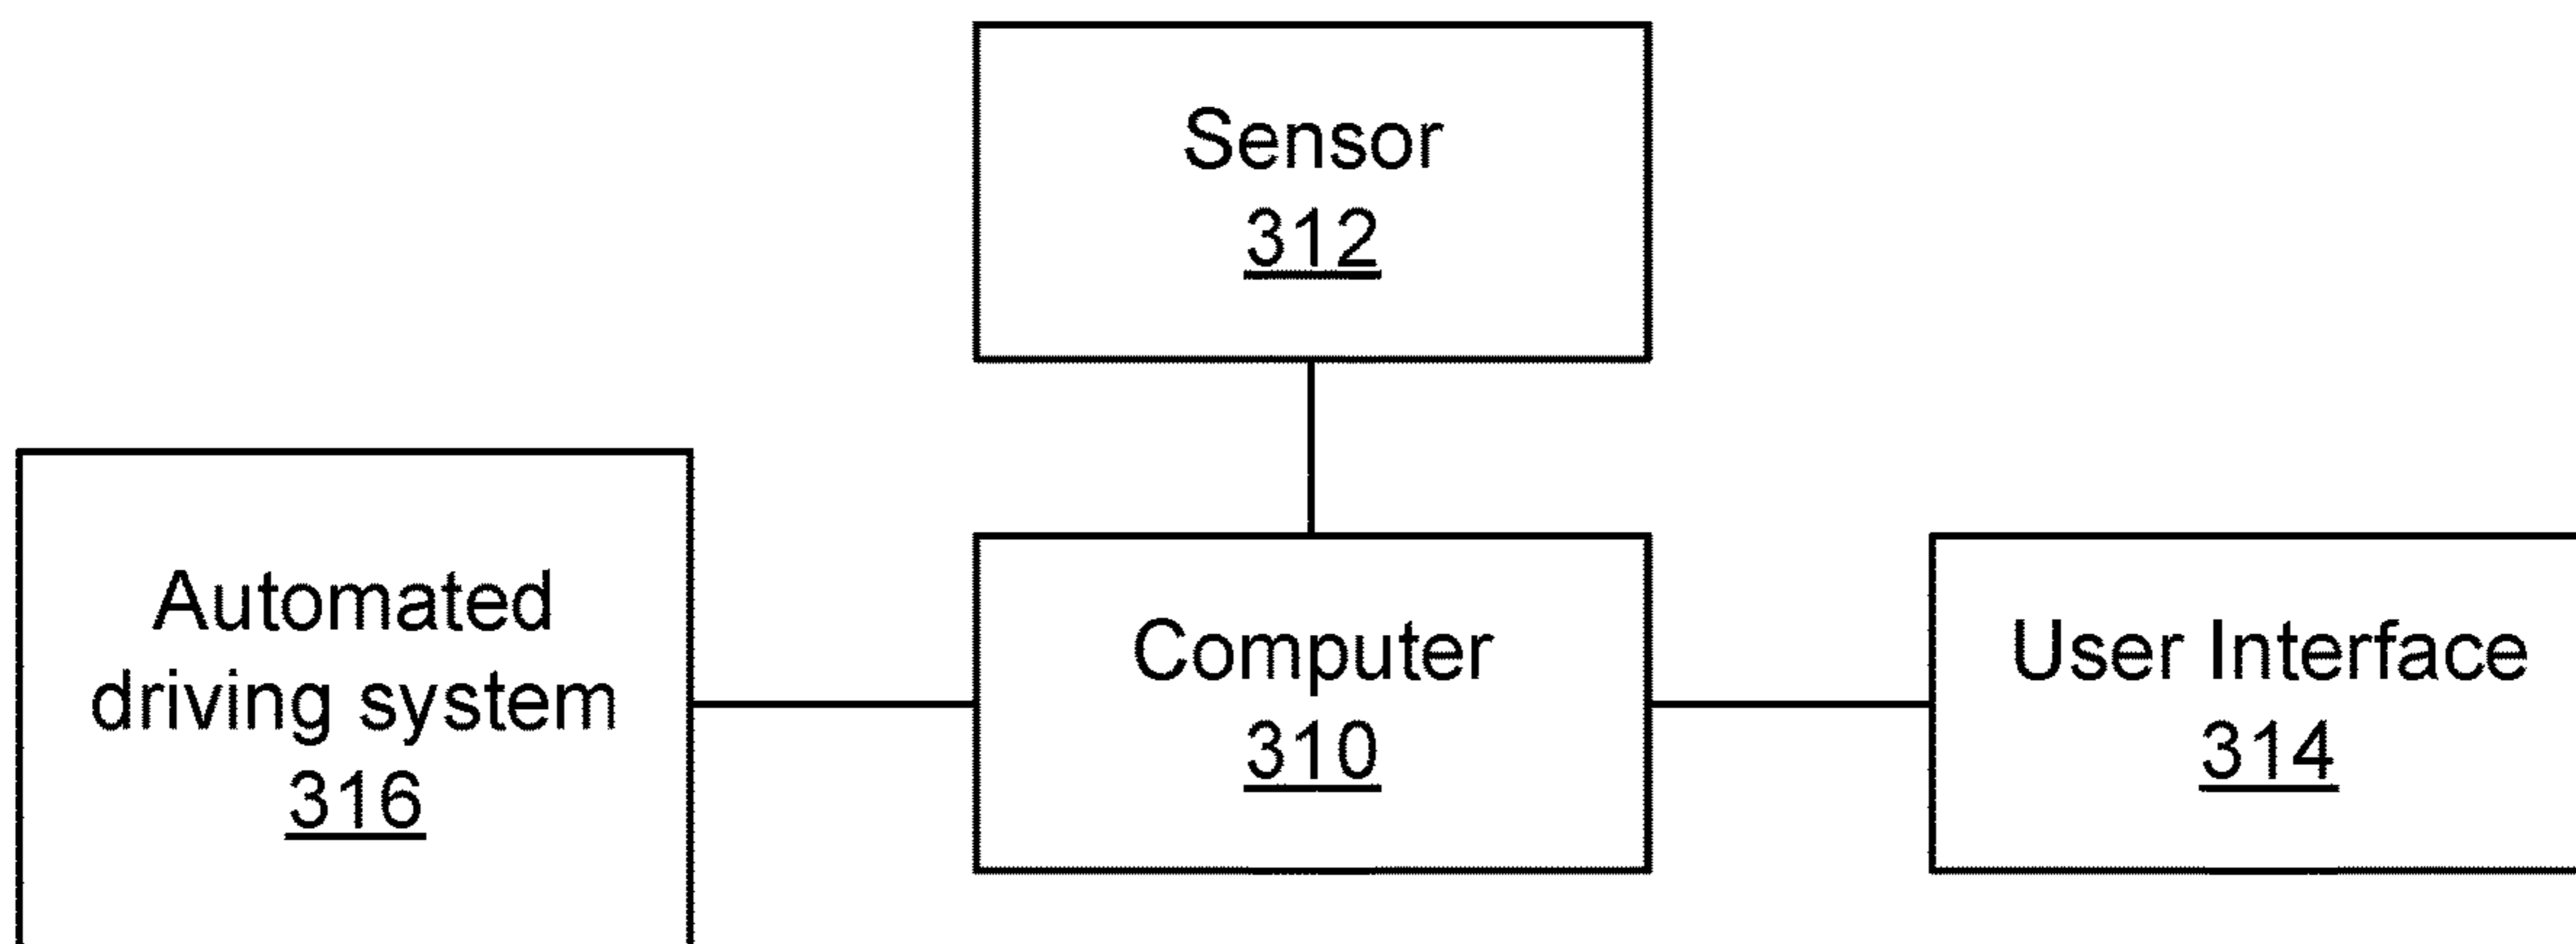 Sensor
312
Automated
driving system
316
Computer
310
User Interface
314